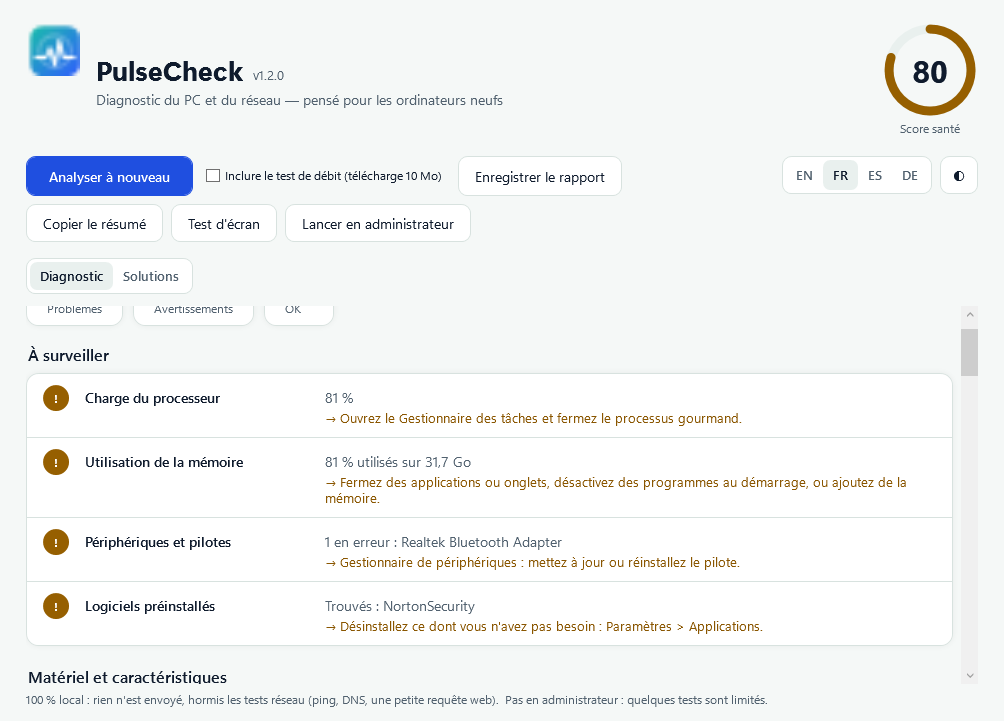 PulseCheck v1.2.0
Diagnostic du PC et du réseau — pensé pour les ordinateurs neufs
80
Score santé
Analyser à nouveau
Inclure le test de débit (télécharge 10 Mo)
Enregistrer le rapport
EN FR ES DE
Copier le résumé
Test d'écran
Lancer en administrateur
Diagnostic
Solutions
Problèmes
Avertissements
OK
À surveiller
! Charge du processeur
81 %
→ Ouvrez le Gestionnaire des tâches et fermez le processus gourmand.
! Utilisation de la mémoire
81 % utilisés sur 31,7 Go
→ Fermez des applications ou onglets, désactivez des programmes au démarrage, ou ajoutez de la
mémoire.
! Périphériques et pilotes
1 en erreur : Realtek Bluetooth Adapter
→ Gestionnaire de périphériques : mettez à jour ou réinstallez le pilote.
! Logiciels préinstallés
Trouvés : NortonSecurity
→ Désinstallez ce dont vous n'avez pas besoin : Paramètres > Applications.
Matériel et caractéristiques
100 % local : rien n'est envoyé, hormis les tests réseau (ping, DNS, une petite requête web). Pas en administrateur : quelques tests sont limités.